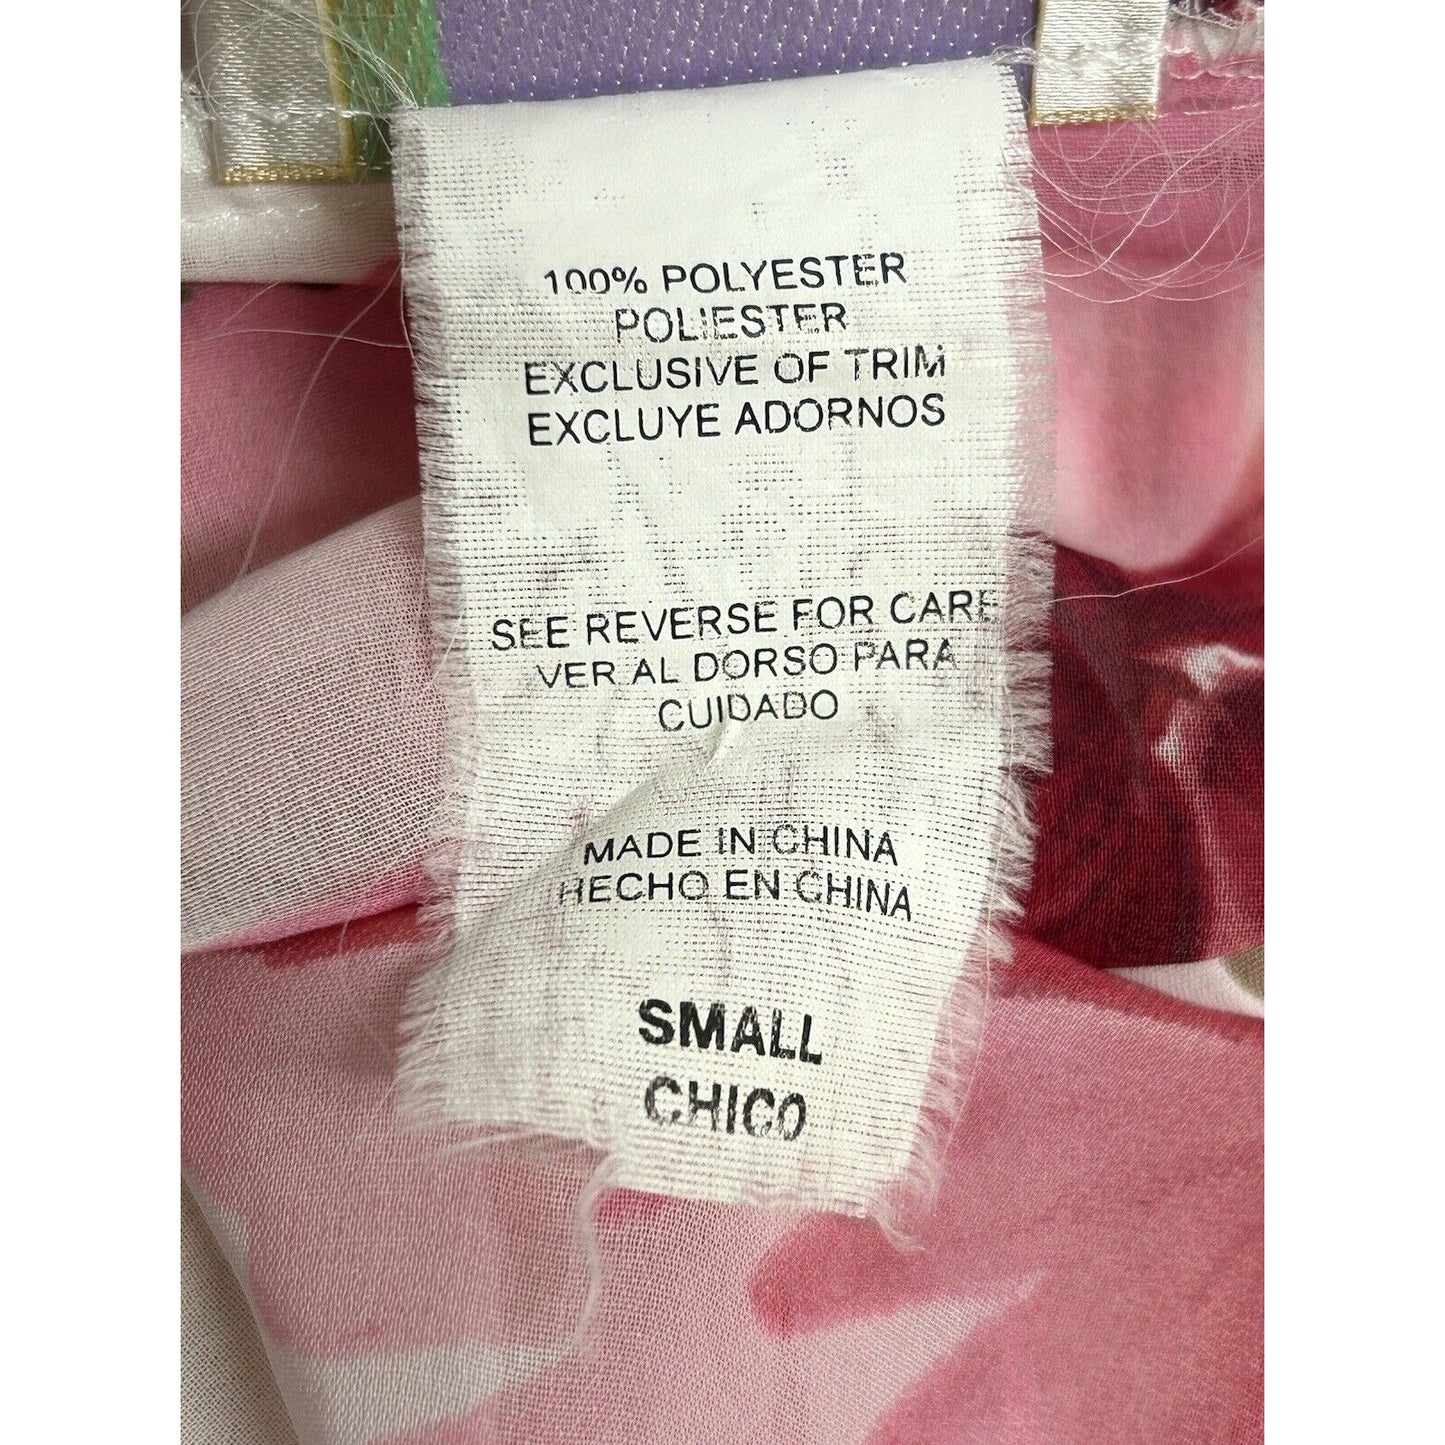 100% POLYESTER
POLIESTER
EXCLUSIVE OF TRIM
EXCLUYE ADORNOS
SEE REVERSE FOR CARE
VER AL DORSO PARA
CUIDADO
MADE IN CHINA
HECHO EN CHINA
SMALL
CHICO